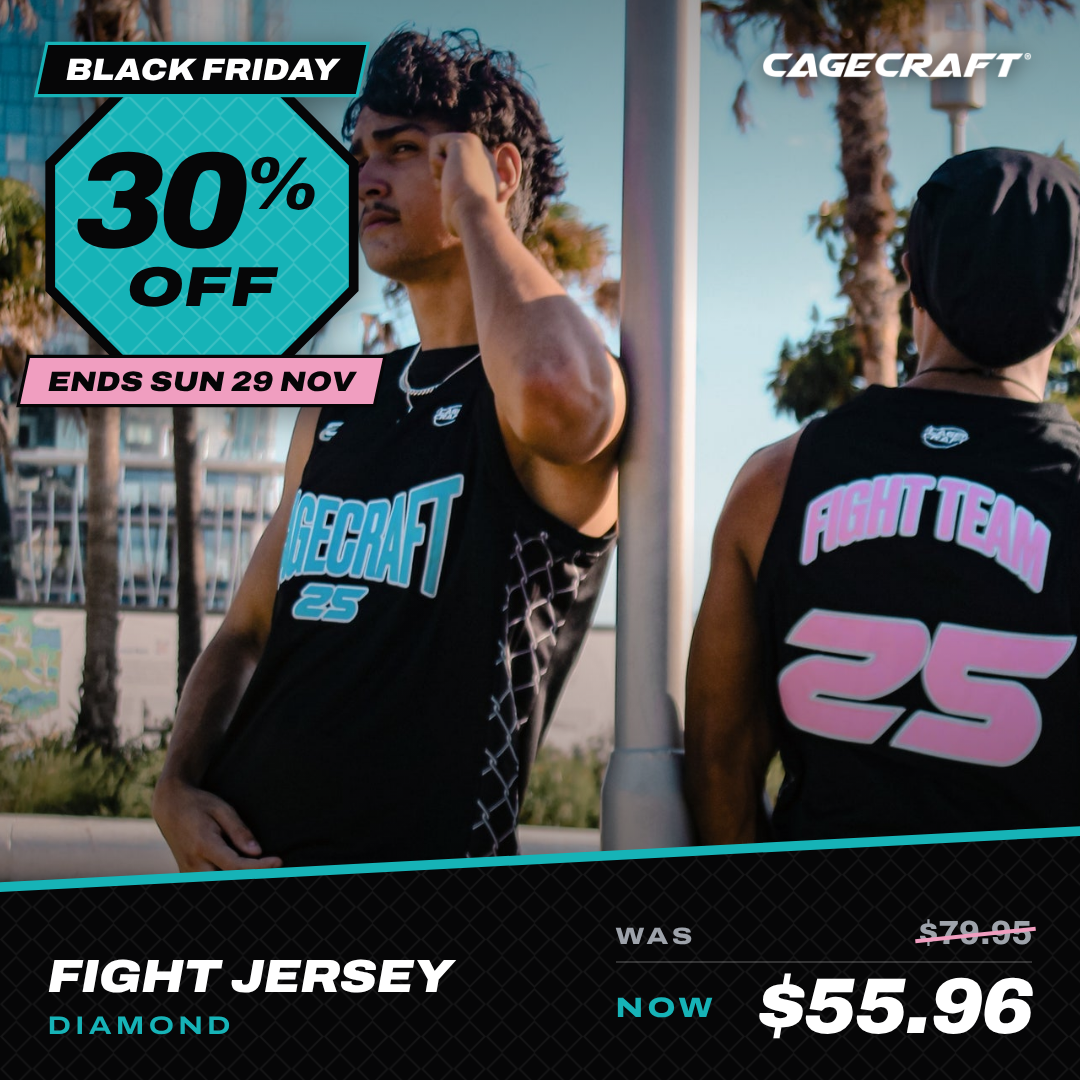 BLACK FRIDAY
30%
OFF
ENDS SUN 29 NOV
CAGECRAFT®
AGECRAFT
25
FIGHT TEAM
25
FIGHT JERSEY
DIAMOND
WAS $79.95
NOW $55.96